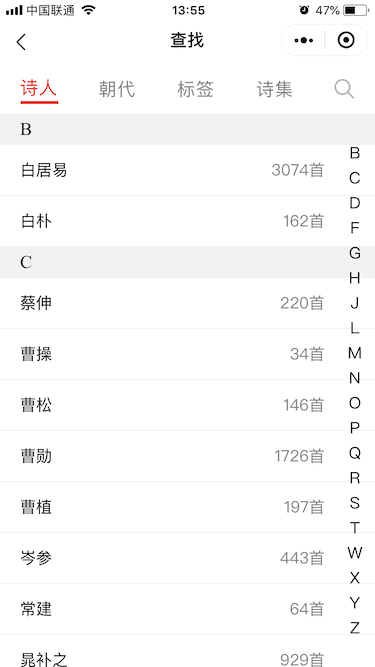 中国联通 13:55 47%
查找
诗人 朝代 标签 诗集
B
白居易 3074首
白朴 162首
C
蔡伸 220首
曹操 34首
曹松 146首
曹勋 1726首
曹植 197首
岑参 443首
常建 64首
晁补之 929首
B
C
D
F
G
H
J
L
M
N
O
P
Q
R
S
T
W
X
Y
Z